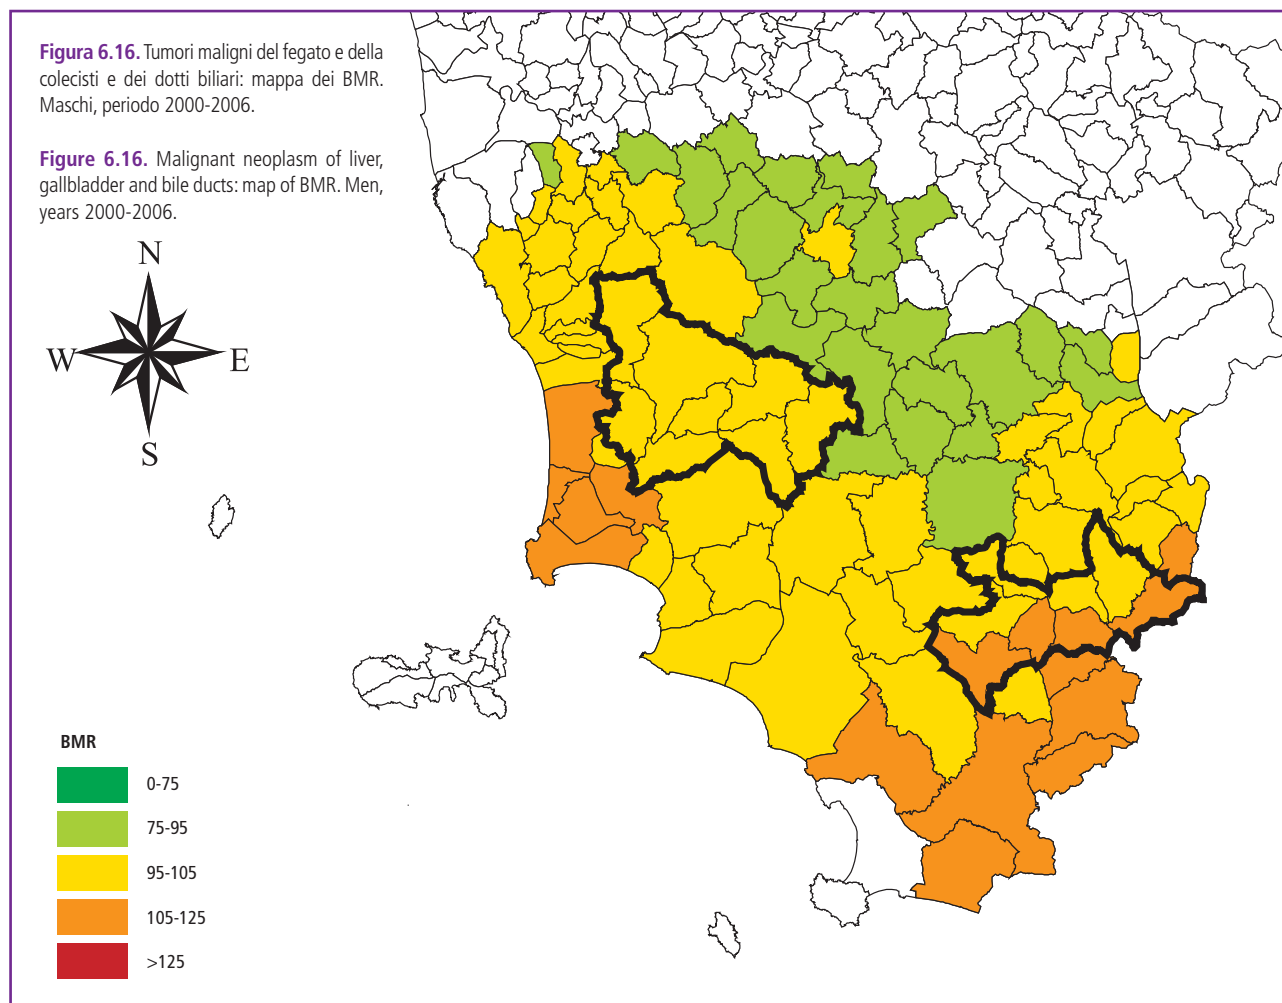 Figura 6.16. Tumori maligni del fegato e della
colecisti e dei dotti biliari: mappa dei BMR.
Maschi, periodo 2000-2006.
Figure 6.16. Malignant neoplasm of liver,
gallbladder and bile ducts: map of BMR. Men,
years 2000-2006.
N
W E
S
BMR
0-75
75-95
95-105
105-125
>125